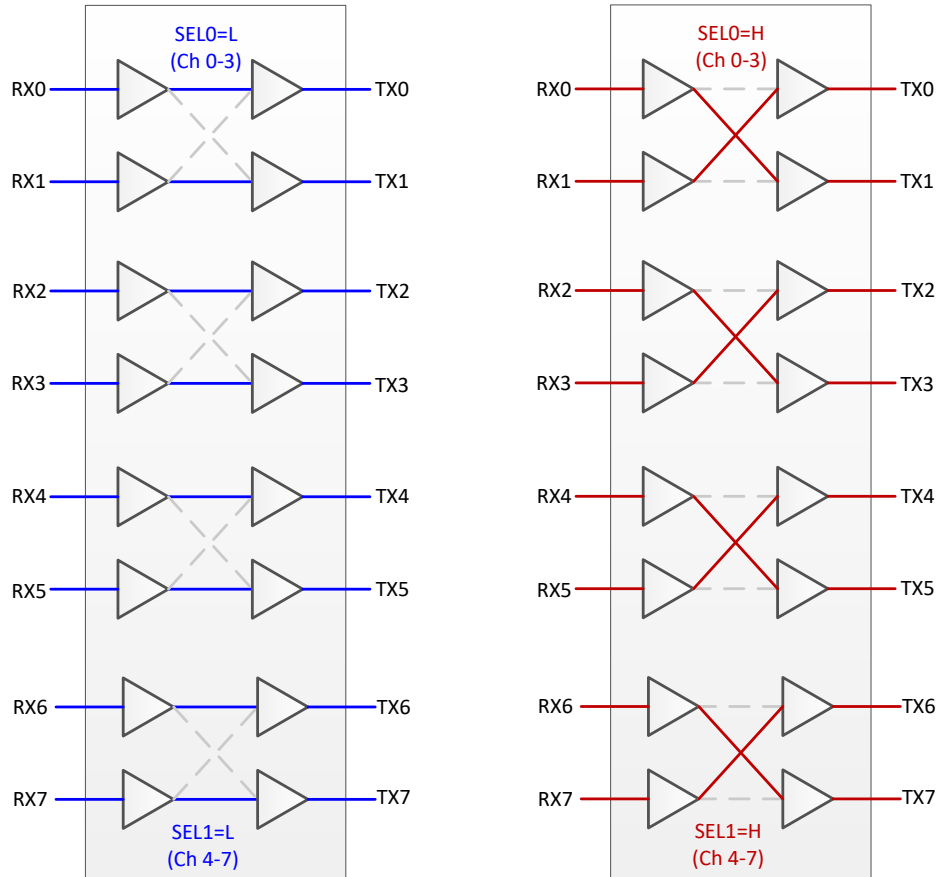 SEL0=L
(Ch 0-3)
RX0
TX0
RX1
TX1
RX2
TX2
RX3
TX3
RX4
TX4
RX5
TX5
RX6
TX6
RX7
TX7
SEL1=L
(Ch 4-7)
SEL0=H
(Ch 0-3)
RX0
TX0
RX1
TX1
RX2
TX2
RX3
TX3
RX4
TX4
RX5
TX5
RX6
TX6
RX7
TX7
SEL1=H
(Ch 4-7)